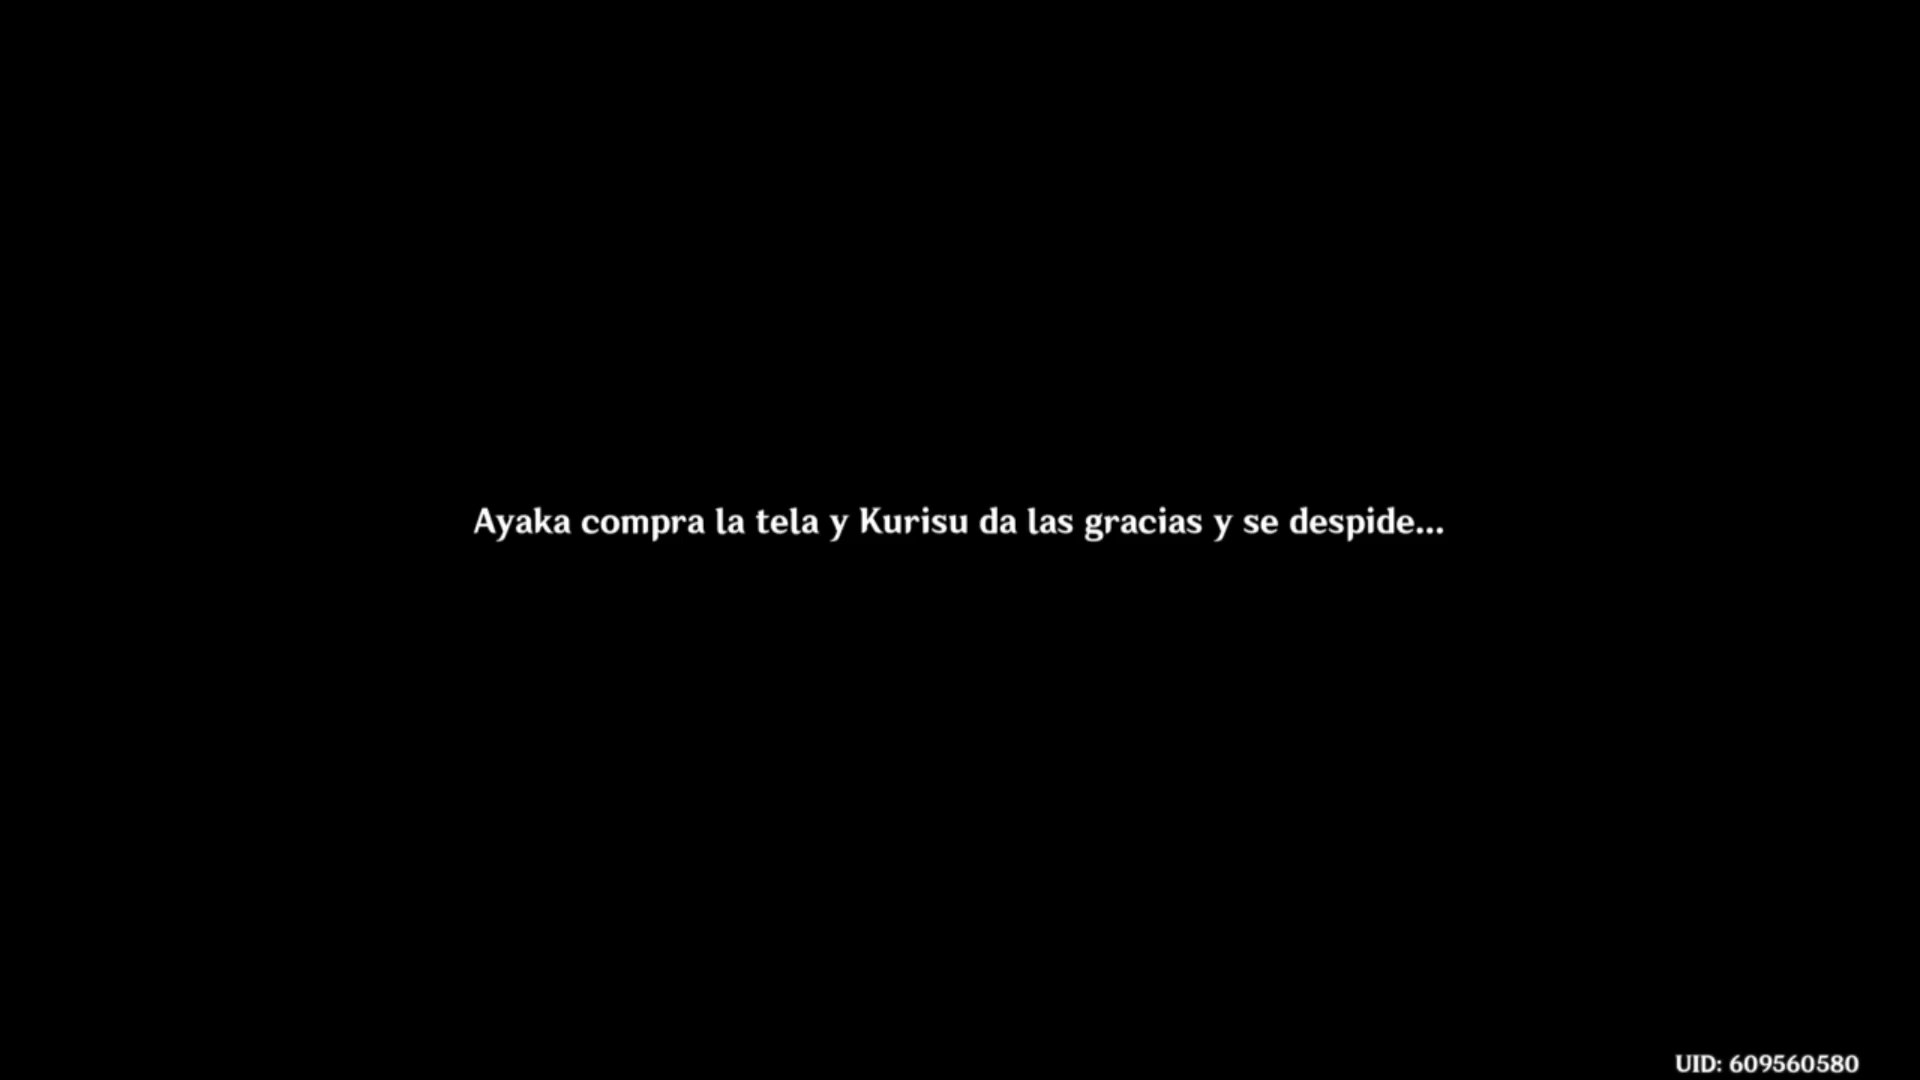 Ayaka compra la tela y Kurisu da las gracias y se despide...
UID: 609560580